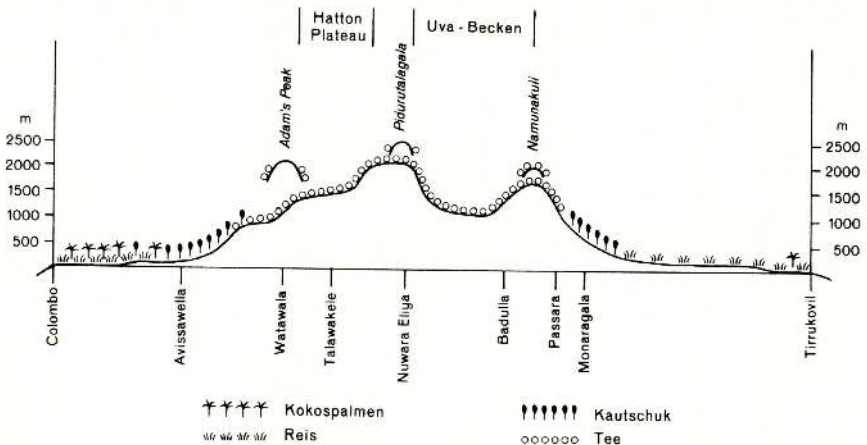 Hatton
Plateau
Uva - Becken
Adam's Peak
Pidurutalagala
Namunakuli
m
2500
2000
1500
1000
500
m
2500
2000
1500
1000
500
Colombo
Avissawella
Watawala
Talawakele
Nuwara Eliya
Badulla
Passara
Monaragala
Tirrukovil
Kokospalmen
Reis
Kautschuk
Tee